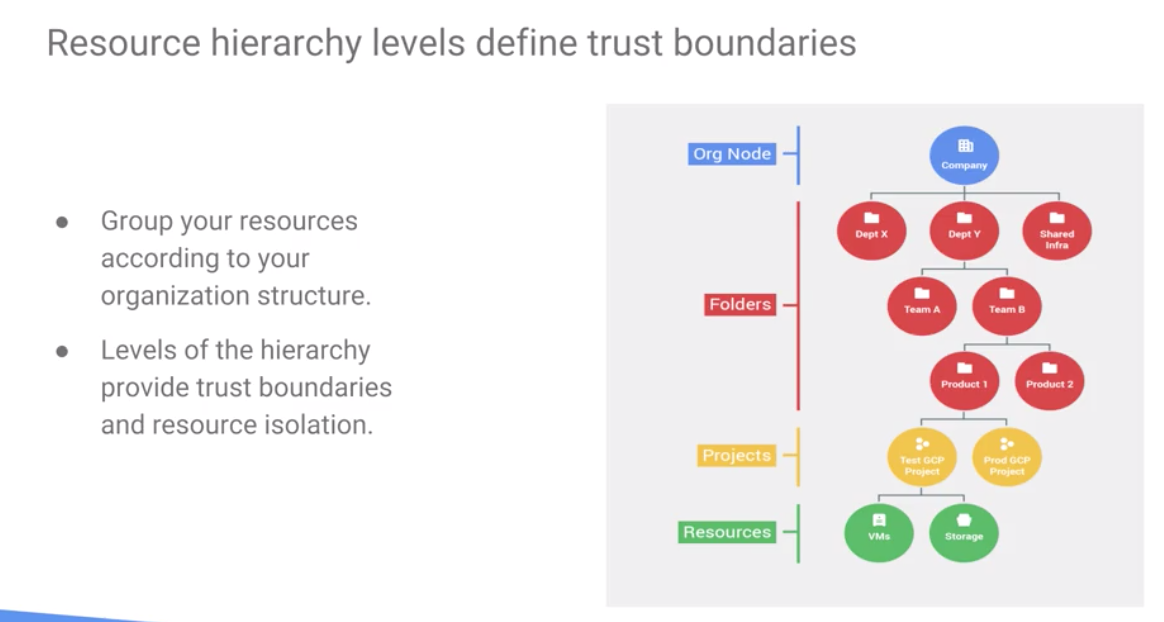 Resource hierarchy levels define trust boundaries
● Group your resources
according to your
organization structure.
● Levels of the hierarchy
provide trust boundaries
and resource isolation.
Org Node
Company
Dept X
Dept Y
Shared
Infra
Folders
Team A
Team B
Product 1
Product 2
Projects
Test GCP
Project
Prod GCP
Project
Resources
VMs
Storage